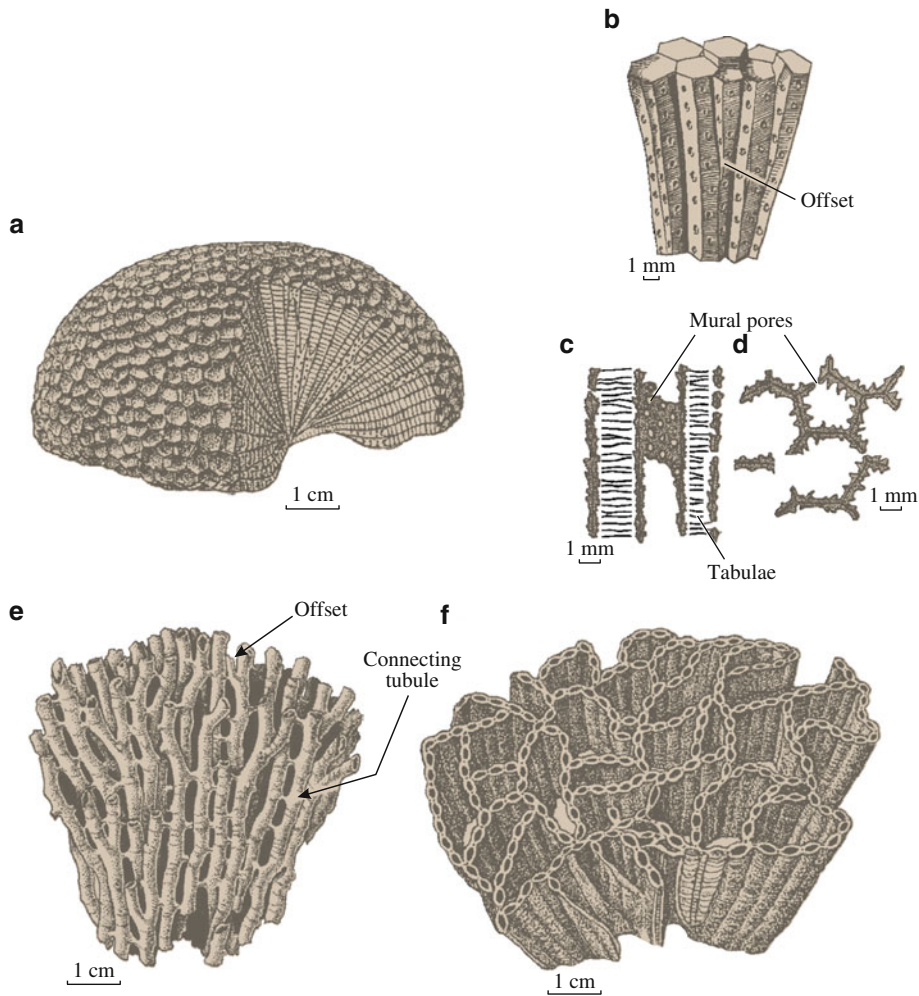 b
Offset
1 mm
a
1 cm
Mural pores
c
d
1 mm
1 mm
Tabulae
e
Offset
Connecting
tubule
1 cm
f
1 cm